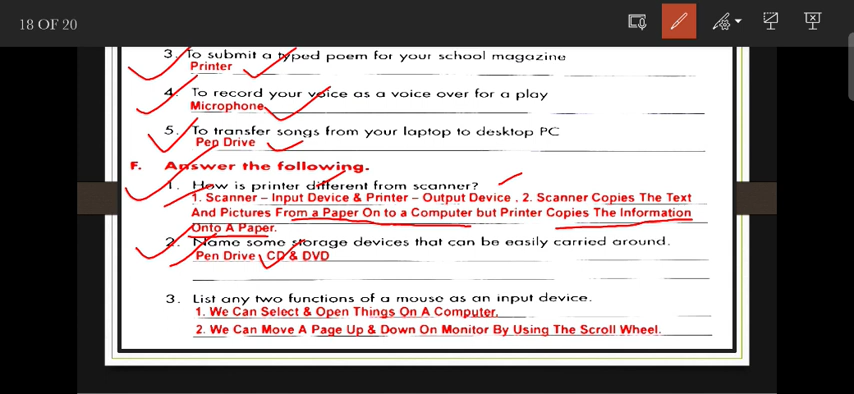 18 OF 20
3. To submit a typed poem for your school magazine
Printer
4. To record your voice as a voice over for a play
Microphone
5. To transfer songs from your laptop to desktop PC
Pen Drive
F. Answer the following.
1. How is printer different from scanner?
1. Scanner – Input Device & Printer – Output Device , 2. Scanner Copies The Text
And Pictures From a Paper On to a Computer but Printer Copies The Information
Onto A Paper.
2. Name some storage devices that can be easily carried around.
Pen Drive , CD & DVD
3. List any two functions of a mouse as an input device.
1. We Can Select & Open Things On A Computer.
2. We Can Move A Page Up & Down On Monitor By Using The Scroll Wheel.